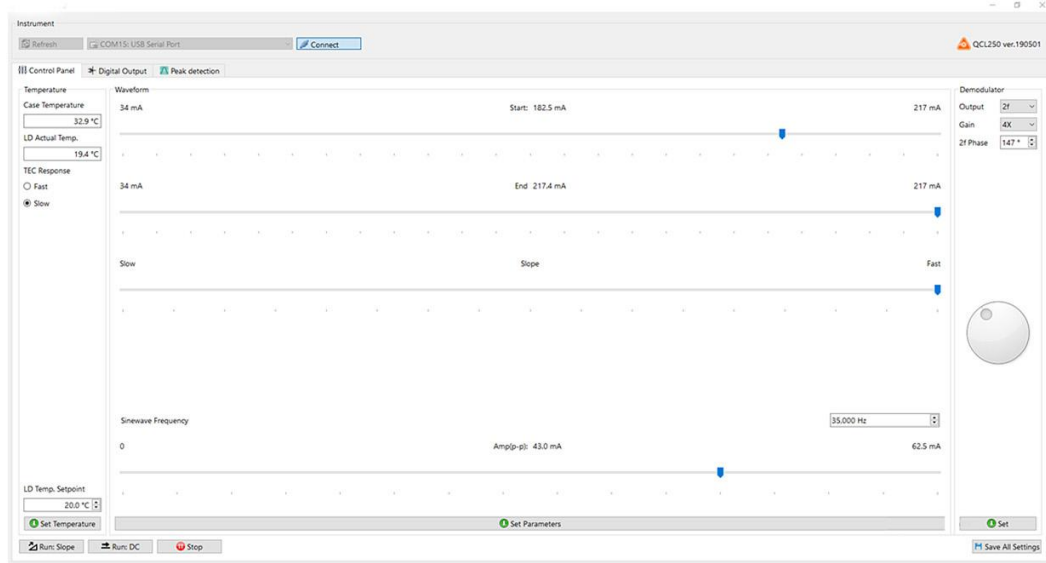 Instrument
Refresh COM15: USB Serial Port Connect QCL250 ver.190501
Control Panel Digital Output Peak detection
Temperature
Case Temperature
32.9 °C
LD Actual Temp.
19.4 °C
TEC Response
Fast
Slow
LD Temp. Setpoint
20.0 °C
Set Temperature
Waveform
34 mA Start: 182.5 mA 217 mA
34 mA End 217.4 mA 217 mA
Slow Slope Fast
Sinewave Frequency 35.000 Hz
0 Amp(p-p): 43.0 mA 62.5 mA
Set Parameters
Demodulator
Output 2f
Gain 4X
2f Phase 147 °
Set
Run: Slope Run: DC Stop Save All Settings